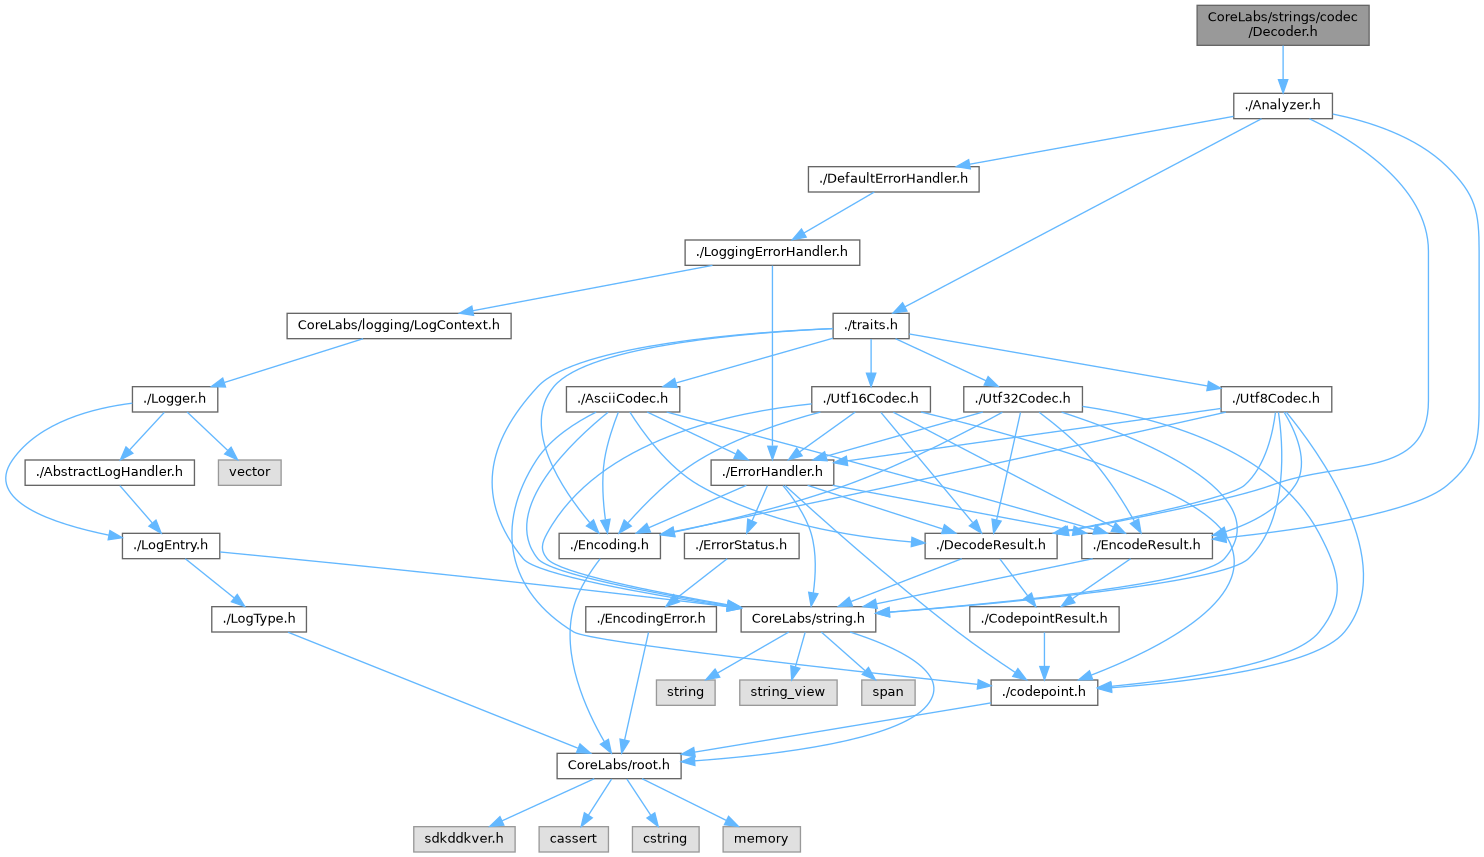 CoreLabs/strings/codec
/Decoder.h
./Analyzer.h
./DefaultErrorHandler.h
./LoggingErrorHandler.h
CoreLabs/logging/LogContext.h
./traits.h
./Logger.h
./AsciiCodec.h
./Utf16Codec.h
./Utf32Codec.h
./Utf8Codec.h
./AbstractLogHandler.h
vector
./ErrorHandler.h
./LogEntry.h
./Encoding.h
./ErrorStatus.h
./DecodeResult.h
./EncodeResult.h
./LogType.h
./EncodingError.h
CoreLabs/string.h
./CodepointResult.h
string
string_view
span
./codepoint.h
CoreLabs/root.h
sdkddkver.h
cassert
cstring
memory